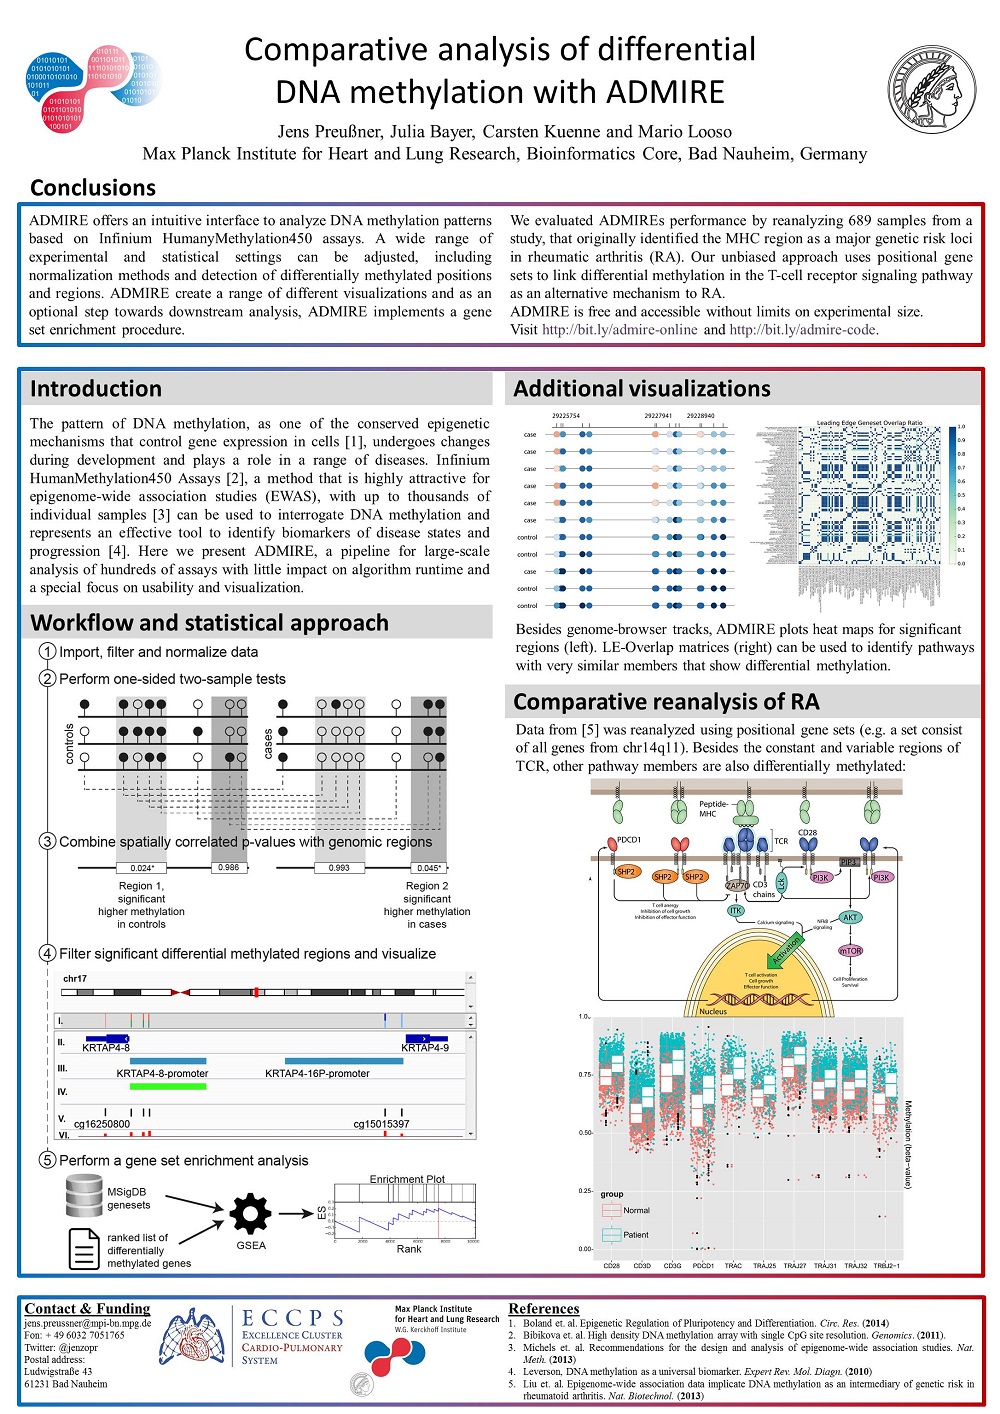 Comparative analysis of differential
DNA methylation with ADMIRE
Jens Preußner, Julia Bayer, Carsten Kuenne and Mario Looso
Max Planck Institute for Heart and Lung Research, Bioinformatics Core, Bad Nauheim, Germany
Conclusions
ADMIRE offers an intuitive interface to analyze DNA methylation patterns
based on Infinium HumanyMethylation450 assays. A wide range of
experimental and statistical settings can be adjusted, including
normalization methods and detection of differentially methylated positions
and regions. ADMIRE create a range of different visualizations and as an
optional step towards downstream analysis, ADMIRE implements a gene
set enrichment procedure.
We evaluated ADMIREs performance by reanalyzing 689 samples from a
study, that originally identified the MHC region as a major genetic risk loci
in rheumatic arthritis (RA). Our unbiased approach uses positional gene
sets to link differential methylation in the T-cell receptor signaling pathway
as an alternative mechanism to RA.
ADMIRE is free and accessible without limits on experimental size.
Visit http://bit.ly/admire-online and http://bit.ly/admire-code.
Introduction
The pattern of DNA methylation, as one of the conserved epigenetic
mechanisms that control gene expression in cells [1], undergoes changes
during development and plays a role in a range of diseases. Infinium
HumanMethylation450 Assays [2], a method that is highly attractive for
epigenome-wide association studies (EWAS), with up to thousands of
individual samples [3] can be used to interrogate DNA methylation and
represents an effective tool to identify biomarkers of disease states and
progression [4]. Here we present ADMIRE, a pipeline for large-scale
analysis of hundreds of assays with little impact on algorithm runtime and
a special focus on usability and visualization.
Workflow and statistical approach
1 Import, filter and normalize data
2 Perform one-sided two-sample tests
controls
cases
3 Combine spatially correlated p-values with genomic regions
0.024* 0.986 0.993 0.045*
Region 1,
significant
higher methylation
in controls
Region 2
significant
higher methylation
in cases
4 Filter significant differential methylated regions and visualize
chr17
I.
II.
KRTAP4-8 KRTAP4-9
III.
KRTAP4-8-promoter KRTAP4-16P-promoter
IV.
V.
cg16250800 cg15015397
VI.
5 Perform a gene set enrichment analysis
MSigDB
genesets
ranked list of
differentially
methylated genes
GSEA
Enrichment Plot
ES
Rank
Additional visualizations
29225754 29227941 29228940
case
case
case
case
case
case
control
control
case
control
control
Leading Edge Geneset Overlap Ratio
1.0
0.9
0.8
0.7
0.6
0.5
0.4
0.3
0.2
0.1
0.0
Besides genome-browser tracks, ADMIRE plots heat maps for significant
regions (left). LE-Overlap matrices (right) can be used to identify pathways
with very similar members that show differential methylation.
Comparative reanalysis of RA
Data from [5] was reanalyzed using positional gene sets (e.g. a set consist
of all genes from chr14q11). Besides the constant and variable regions of
TCR, other pathway members are also differentially methylated:
Peptide-
MHC
PDCD1
TCR
CD28
SHP2
SHP2
SHP2
ZAP70
CD3
chains
Lck
PI3K
PIP3
PI3K
ITK
AKT
mTOR
T cell anergy
Inhibition of cell growth
Inhibition of effector function
Calcium signaling
NFkB
signaling
Activation
T cell activation
Cell growth
Effector function
Cell Proliferation
Survival
Nucleus
1.0
0.75
0.50
0.25
0.00
Methylation (beta-value)
group
Normal
Patient
CD28 CD3D CD3G PDCD1 TRAC TRAJ25 TRAJ27 TRAJ31 TRAJ32 TRBJ2-1
Contact & Funding
jens.preussner@mpi-bn.mpg.de
Fon: + 49 6032 7051765
Twitter: @jenzopr
Postal address:
Ludwigstraße 43
61231 Bad Nauheim
ECCPS
Excellence Cluster
Cardio-Pulmonary
System
Max Planck Institute
for Heart and Lung Research
W.G. Kerckhoff Institute
References
1. Boland et. al. Epigenetic Regulation of Pluripotency and Differentiation. Circ. Res. (2014)
2. Bibikova et. al. High density DNA methylation array with single CpG site resolution. Genomics. (2011).
3. Michels et. al. Recommendations for the design and analysis of epigenome-wide association studies. Nat.
Meth. (2013)
4. Leverson, DNA methylation as a universal biomarker. Expert Rev. Mol. Diagn. (2010)
5. Liu et. al. Epigenome-wide association data implicate DNA methylation as an intermediary of genetic risk in
rheumatoid arthritis. Nat. Biotechnol. (2013)